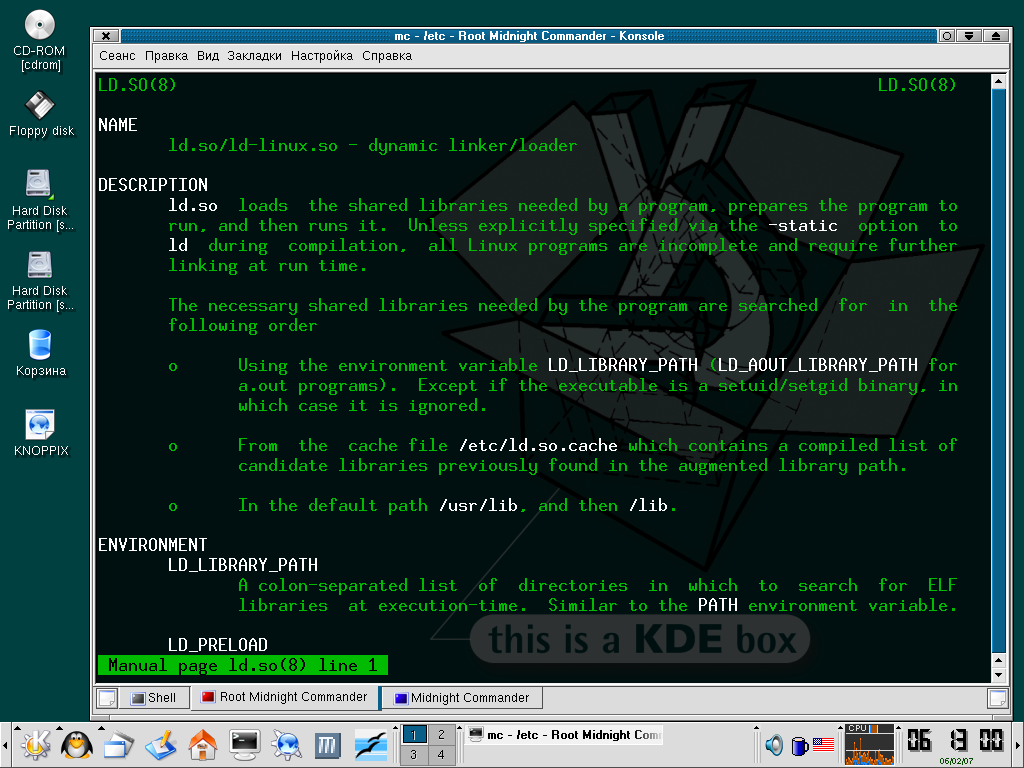 CD-ROM
[cdrom]
Floppy disk
Hard Disk
Partition [s...
Hard Disk
Partition [s...
Корзина
KNOPPIX
mc - /etc - Root Midnight Commander - Konsole
Сеанс Правка Вид Закладки Настройка Справка
LD.SO(8) LD.SO(8)
NAME
ld.so/ld-linux.so - dynamic linker/loader
DESCRIPTION
ld.so loads the shared libraries needed by a program, prepares the program to
run, and then runs it. Unless explicitly specified via the -static option to
ld during compilation, all Linux programs are incomplete and require further
linking at run time.
The necessary shared libraries needed by the program are searched for in the
following order
o Using the environment variable LD_LIBRARY_PATH (LD_AOUT_LIBRARY_PATH for
a.out programs). Except if the executable is a setuid/setgid binary, in
which case it is ignored.
o From the cache file /etc/ld.so.cache which contains a compiled list of
candidate libraries previously found in the augmented library path.
o In the default path /usr/lib, and then /lib.
ENVIRONMENT
LD_LIBRARY_PATH
A colon-separated list of directories in which to search for ELF
libraries at execution-time. Similar to the PATH environment variable.
LD_PRELOAD
this is a KDE box
Manual page ld.so(8) line 1
Shell Root Midnight Commander Midnight Commander
1 2
3 4
mc - /etc - Root Midnight Com
CPU
06 13 00
06/02/07